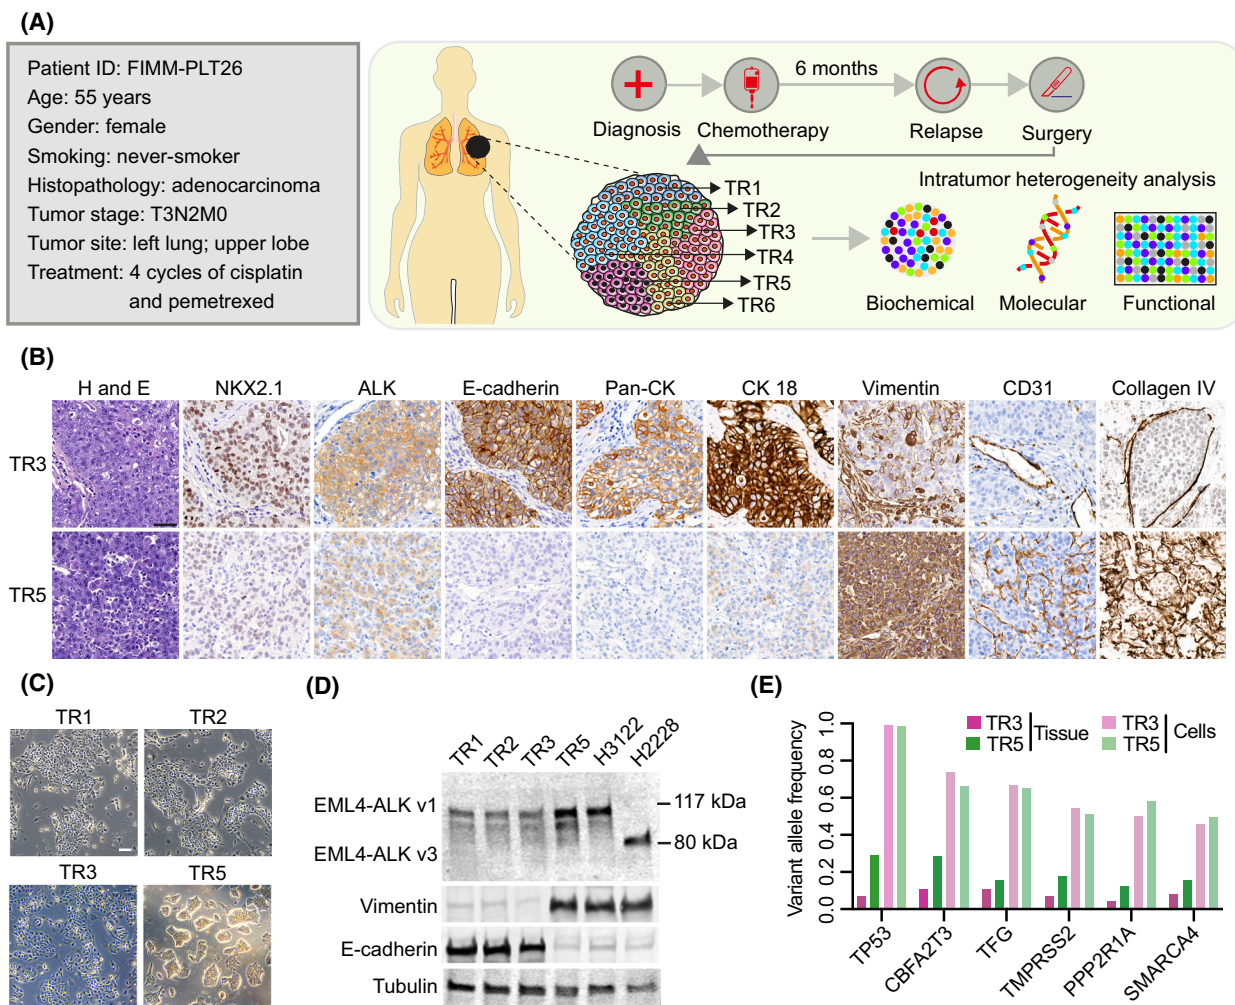 (A)
Patient ID: FIMM-PLT26
Age: 55 years
Gender: female
Smoking: never-smoker
Histopathology: adenocarcinoma
Tumor stage: T3N2M0
Tumor site: left lung; upper lobe
Treatment: 4 cycles of cisplatin
and pemetrexed
6 months
Diagnosis Chemotherapy Relapse Surgery
TR1
TR2
TR3
TR4
TR5
TR6
Intratumor heterogeneity analysis
Biochemical Molecular Functional
(B)
H and E NKX2.1 ALK E-cadherin Pan-CK CK 18 Vimentin CD31 Collagen IV
TR3
TR5
(C)
TR1 TR2
TR3 TR5
(D)
TR1 TR2 TR3 TR5 H3122 H2228
EML4-ALK v1
117 kDa
EML4-ALK v3
80 kDa
Vimentin
E-cadherin
Tubulin
(E)
Variant allele frequency
1.0
0.8
0.6
0.4
0.2
0.0
TR3 Tissue TR3 Cells
TR5 TR5
TP53 CBFA2T3 TFG TMPRSS2 PPP2R1A SMARCA4